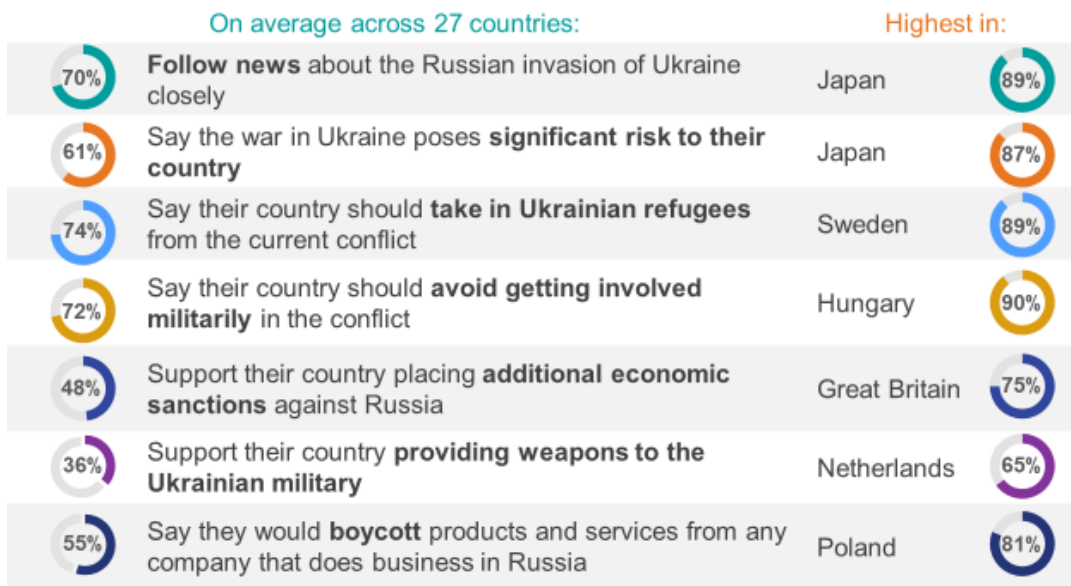 On average across 27 countries: Highest in:
70% Follow news about the Russian invasion of Ukraine
closely Japan 89%
61% Say the war in Ukraine poses significant risk to their
country Japan 87%
74% Say their country should take in Ukrainian refugees
from the current conflict Sweden 89%
72% Say their country should avoid getting involved
militarily in the conflict Hungary 90%
48% Support their country placing additional economic
sanctions against Russia Great Britain 75%
36% Support their country providing weapons to the
Ukrainian military Netherlands 65%
55% Say they would boycott products and services from any
company that does business in Russia Poland 81%